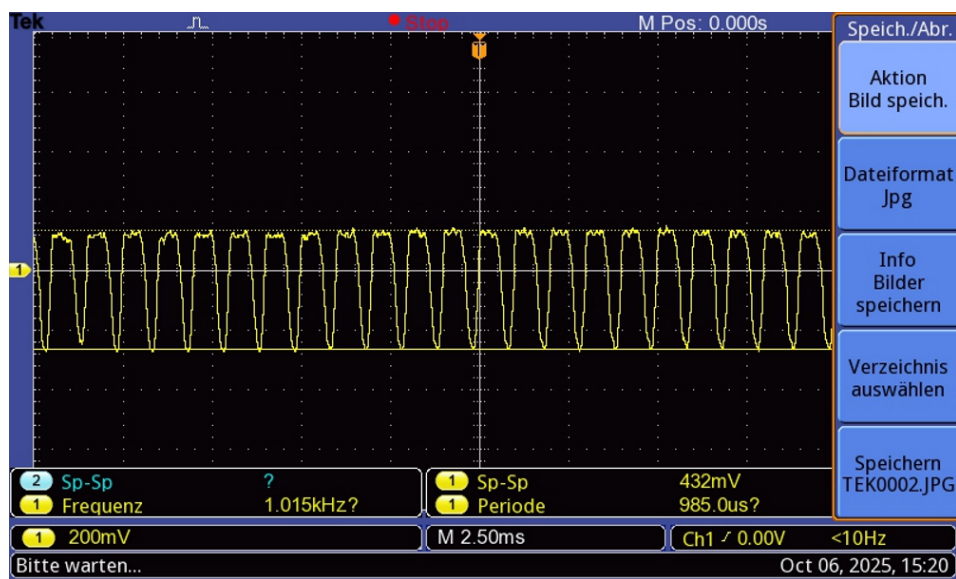 Tek Stop M Pos: 0.000s
T
1
Speich./Abr.
Aktion
Bild speich.
Dateiformat
Jpg
Info
Bilder
speichern
Verzeichnis
auswählen
Speichern
TEK0002.JPG
2 Sp-Sp ?
1 Frequenz 1.015kHz?
1 Sp-Sp 432mV
1 Periode 985.0us?
1 200mV M 2.50ms Ch1 0.00V <10Hz
Bitte warten... Oct 06, 2025, 15:20